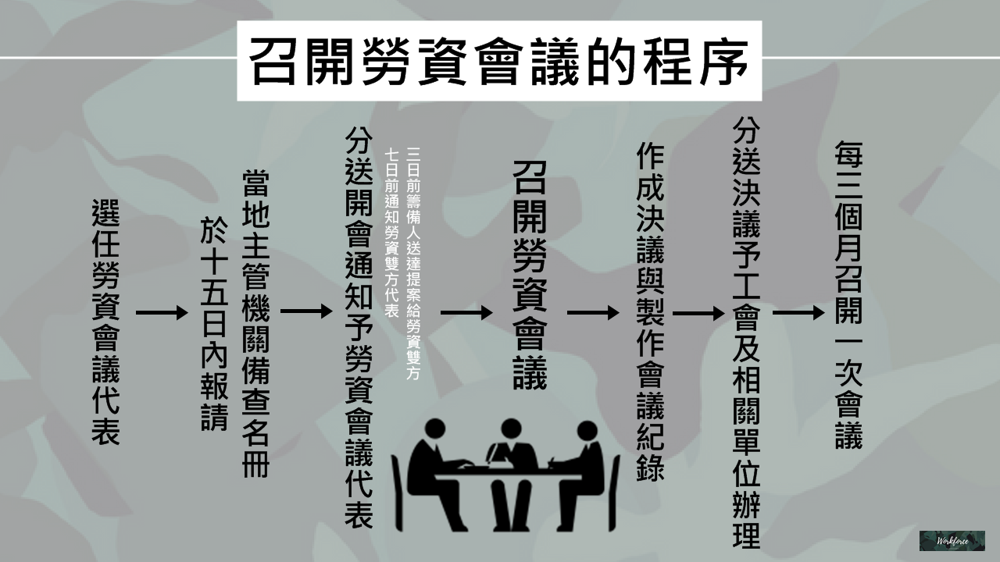 召開勞資會議的程序
選任勞資會議代表
於十五日內報請
當地主管機關備查名冊
分送開會通知予勞資會議代表
七日前通知勞資雙方代表
三日前籌備人送達提案給勞資雙方
召開勞資會議
作成決議與製作會議紀錄
分送決議予工會及相關單位辦理
每三個月召開一次會議
Workforce